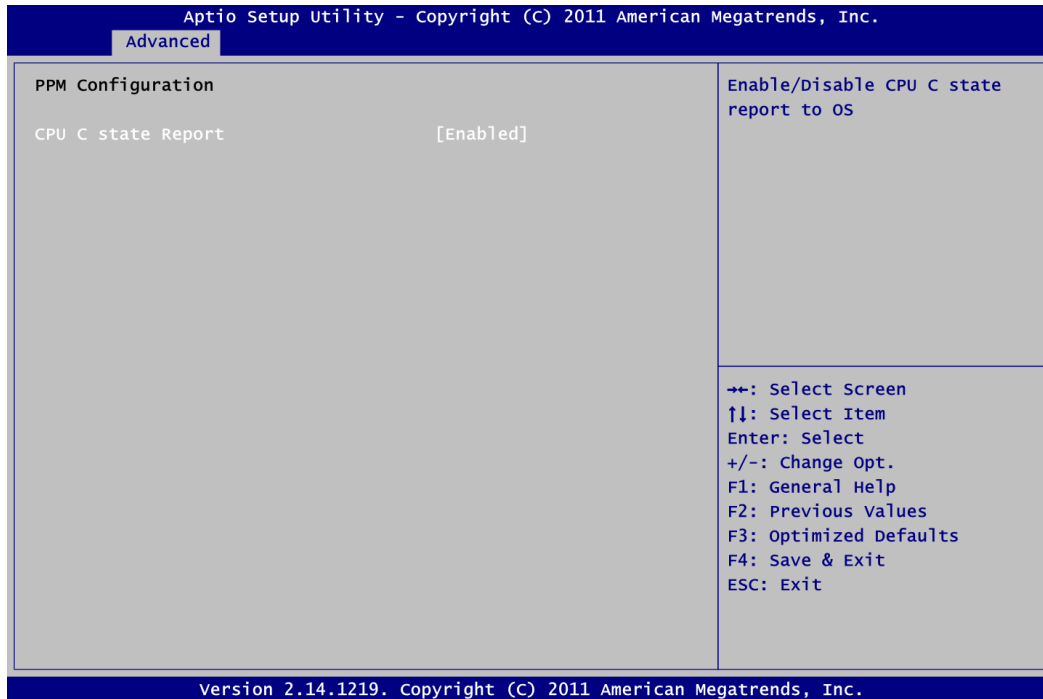 Aptio Setup Utility - Copyright (C) 2011 American Megatrends, Inc.
Advanced
PPM Configuration
CPU C state Report [Enabled]
Enable/Disable CPU C state
report to OS
→←: Select Screen
↑↓: Select Item
Enter: Select
+/-: Change Opt.
F1: General Help
F2: Previous Values
F3: Optimized Defaults
F4: Save & Exit
ESC: Exit
Version 2.14.1219. Copyright (C) 2011 American Megatrends, Inc.